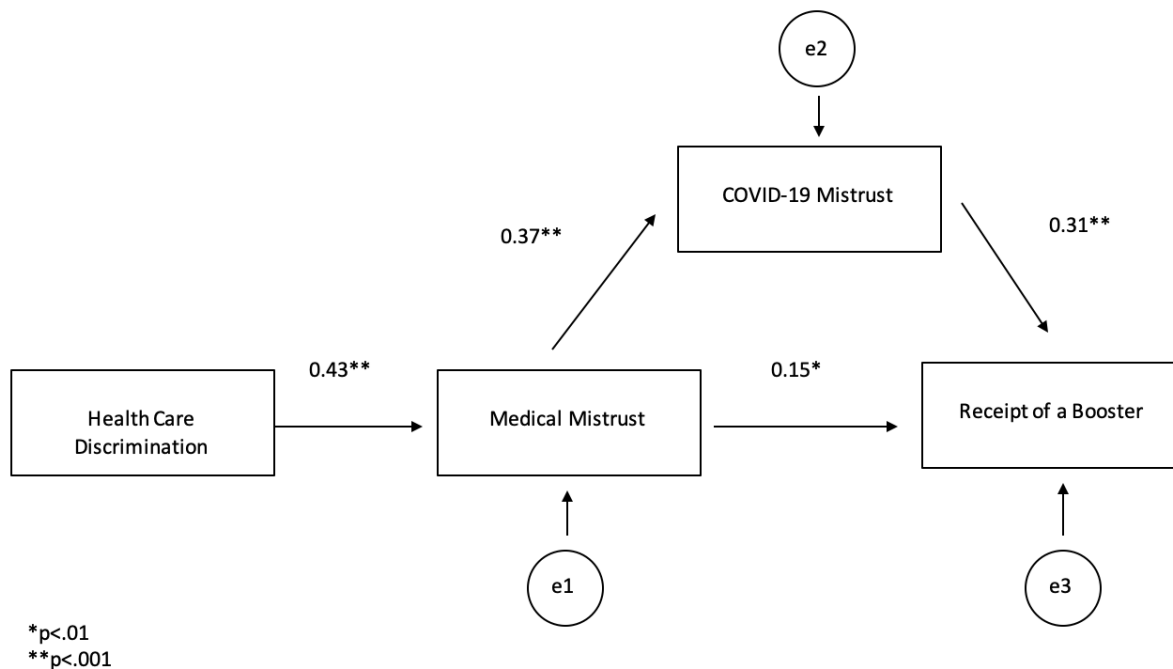 e2
COVID-19 Mistrust
0.37**
0.31**
0.43**
0.15*
Health Care
Discrimination
Medical Mistrust
Receipt of a Booster
e1
e3
*p<.01
**p<.001